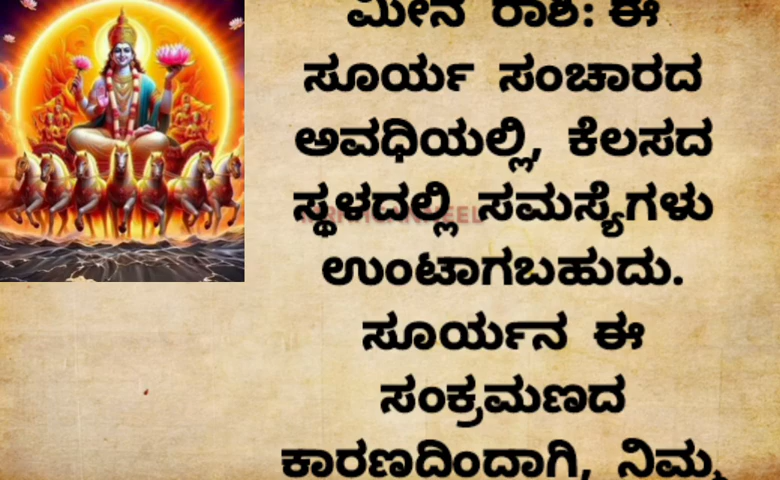 ಮೀನ ರಾಶಿ: ಈ
ಸೂರ್ಯ ಸಂಚಾರದ
ಅವಧಿಯಲ್ಲಿ, ಕೆಲಸದ
ಸ್ಥಳದಲ್ಲಿ ಸಮಸ್ಯೆಗಳು
ಉಂಟಾಗಬಹುದು.
ಸೂರ್ಯನ ಈ
ಸಂಕ್ರಮಣದ
ಕಾರಣದಿಂದಾಗಿ, ನಿಮ್ಮ